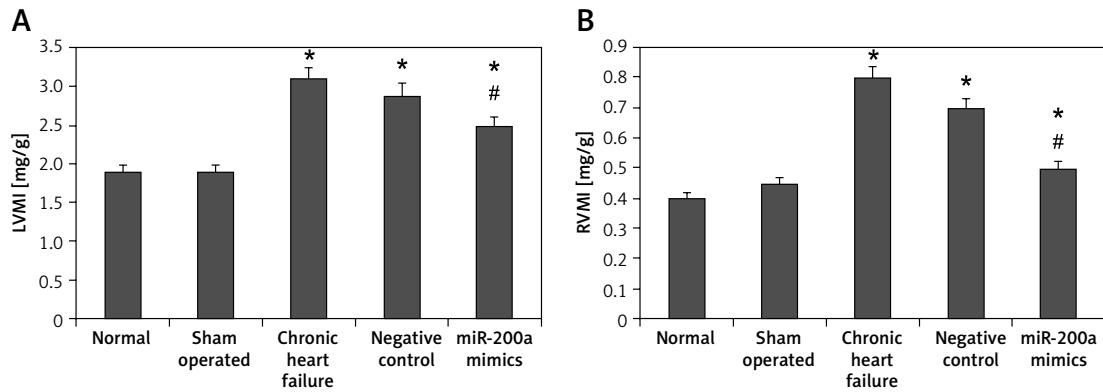 A
3.5
3.0
2.5
2.0
1.5
1.0
0.5
0
LVMI [mg/g]
*
*
*
#
Normal
Sham
operated
Chronic
heart
failure
Negative
control
miR-200a
mimics
B
0.9
0.8
0.7
0.6
0.5
0.4
0.3
0.2
0.1
0
RVMI [mg/g]
*
*
*
#
Normal
Sham
operated
Chronic
heart
failure
Negative
control
miR-200a
mimics